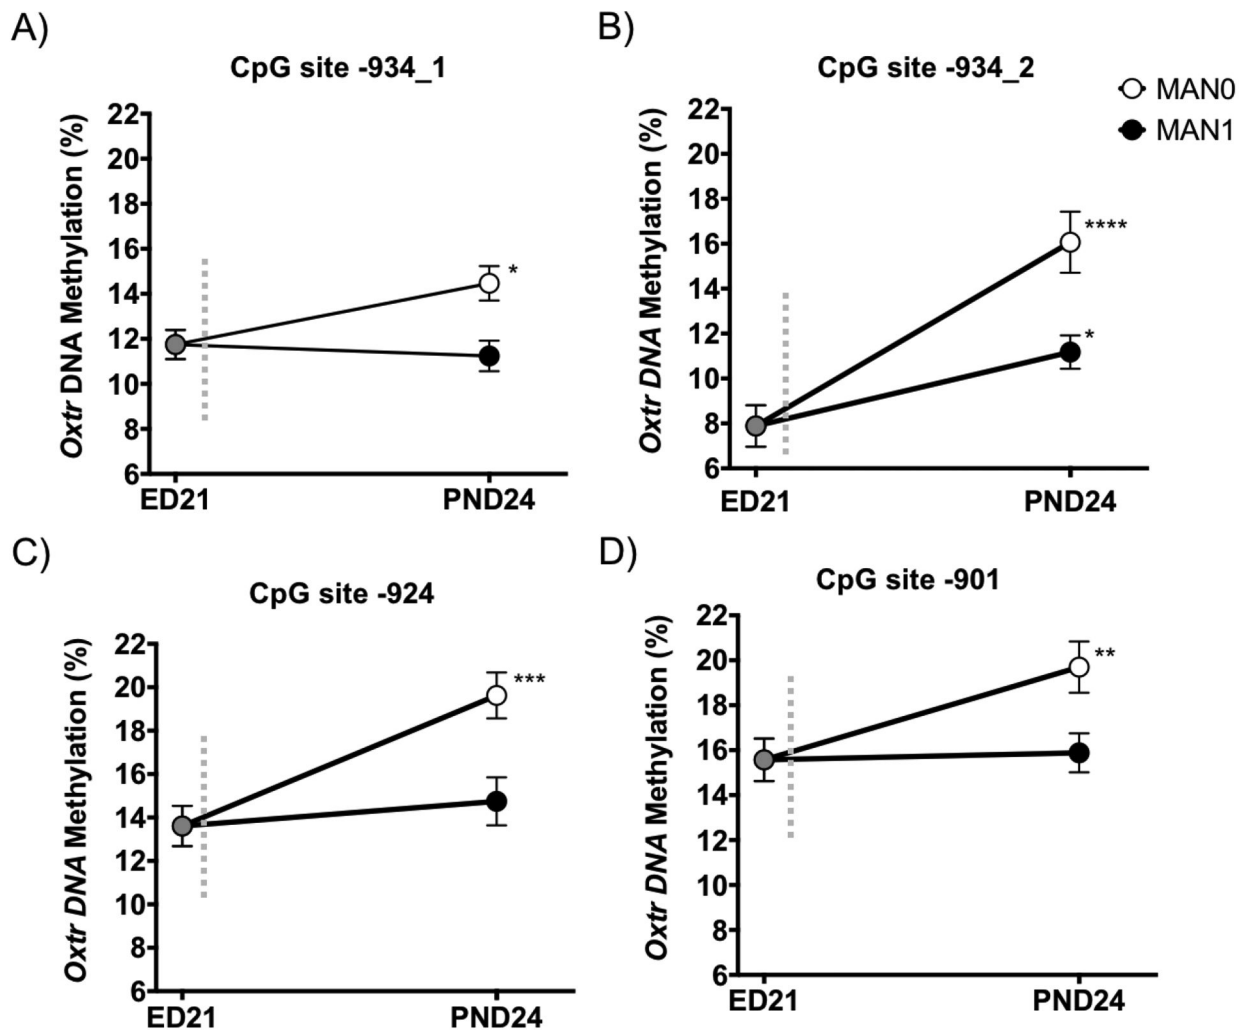 A)
CpG site -934_1
Oxtr DNA Methylation (%)
22
20
18
16
14
12
10
8
6
*
ED21
PND24
B)
CpG site -934_2
Oxtr DNA Methylation (%)
22
20
18
16
14
12
10
8
6
****
*
ED21
PND24
MAN0
MAN1
C)
CpG site -924
Oxtr DNA Methylation (%)
22
20
18
16
14
12
10
8
6
***
ED21
PND24
D)
CpG site -901
Oxtr DNA Methylation (%)
22
20
18
16
14
12
10
8
6
**
ED21
PND24